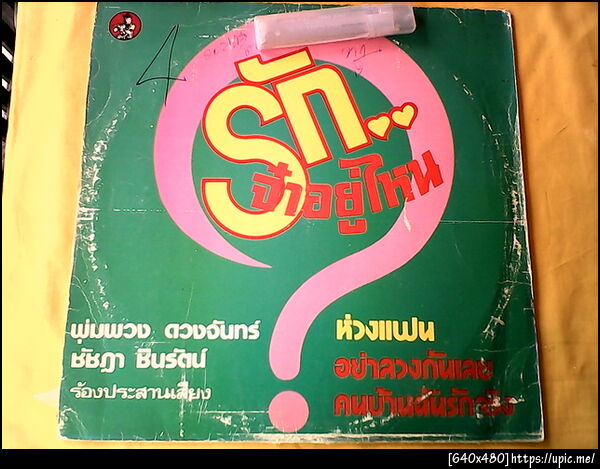 4
รัก..
จ๋าอยู่ไหน
พุ่มพวง ดวงจันทร์
ชัชฎา ชินรัตน์
ร้องประสานเสียง
ห่วงแฟน
อย่าลวงกันเลย
คนบ้านนั้นรักจริง
[640x480]https://upic.me/